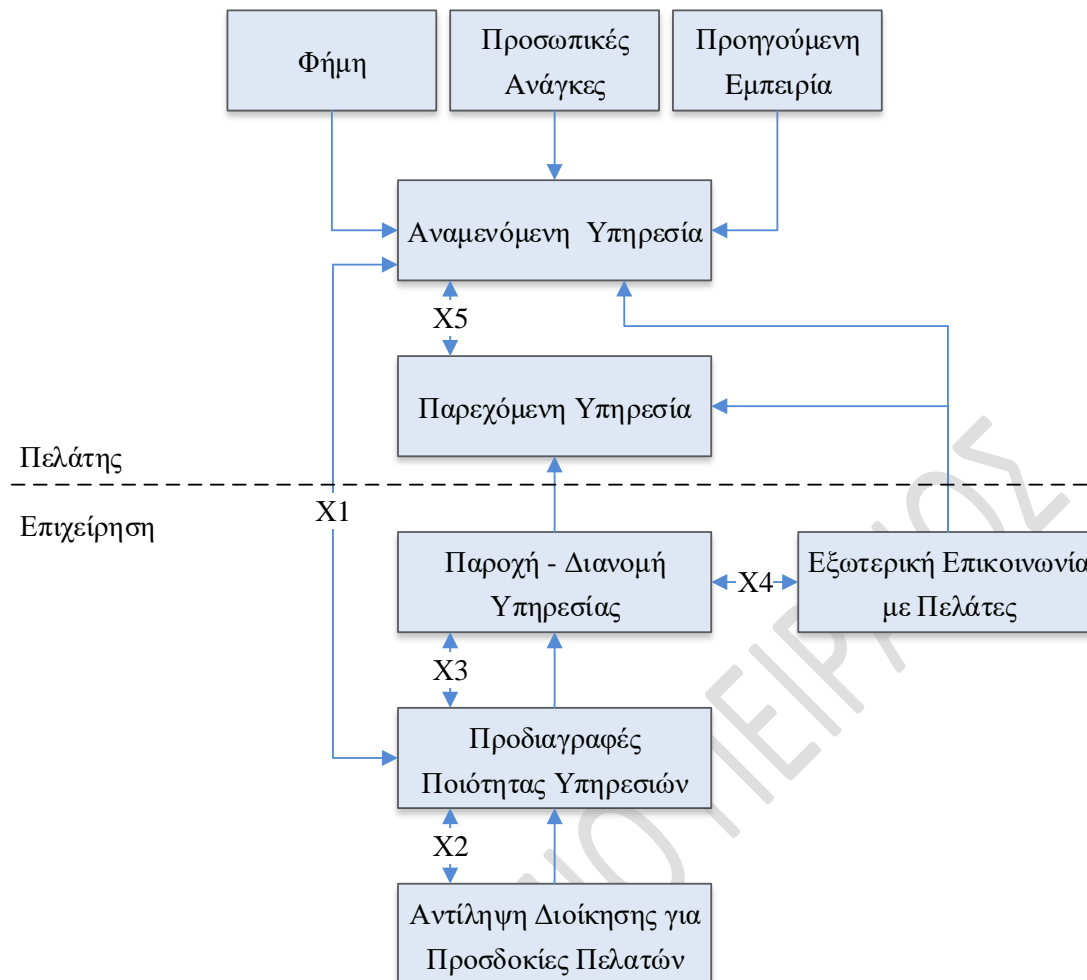 Φήμη
Προσωπικές
Ανάγκες
Προηγούμενη
Εμπειρία
Αναμενόμενη Υπηρεσία
Χ5
Παρεχόμενη Υπηρεσία
Πελάτης
Χ1
Επιχείρηση
Παροχή - Διανομή
Υπηρεσίας
Χ4
Εξωτερική Επικοινωνία
με Πελάτες
Χ3
Προδιαγραφές
Ποιότητας Υπηρεσιών
Χ2
Αντίληψη Διοίκησης για
Προσδοκίες Πελατών